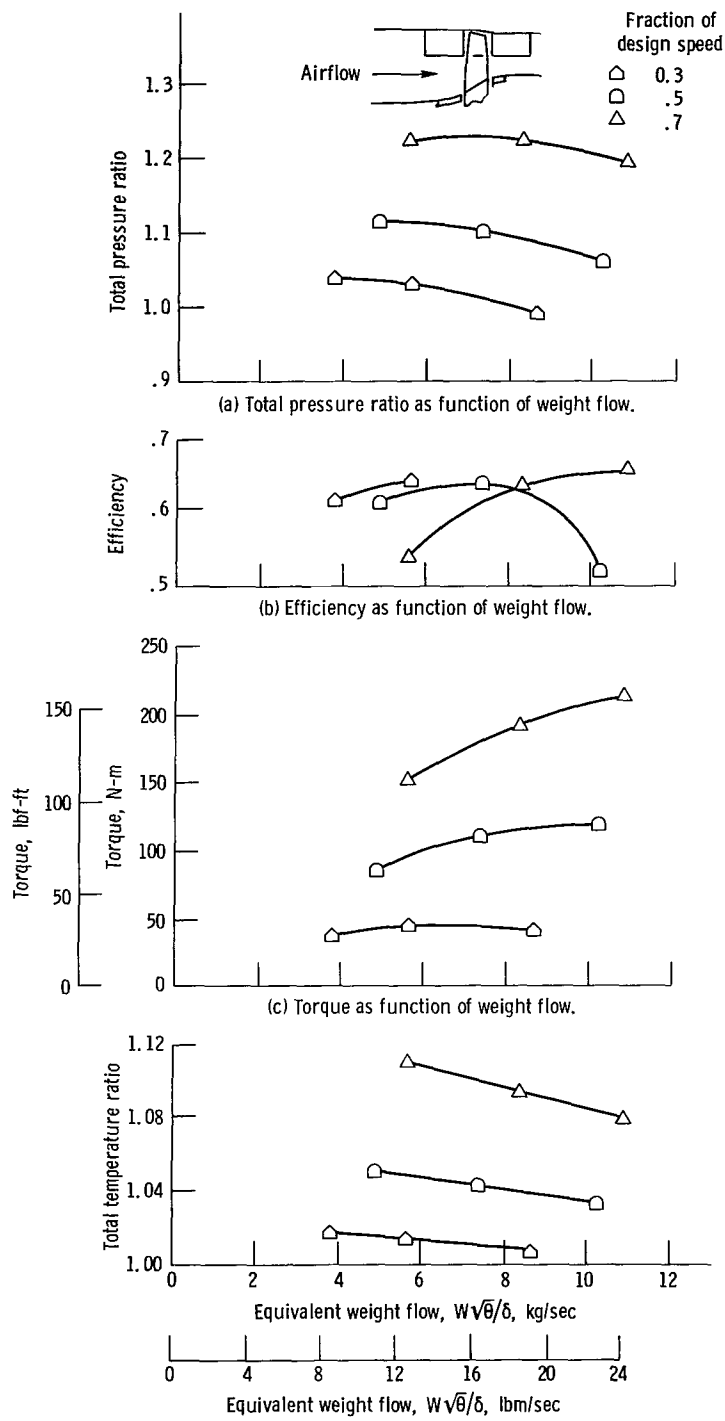 Fraction of
design speed
Airflow
0.3
.5
.7
1.3
1.2
1.1
1.0
.9
Total pressure ratio
(a) Total pressure ratio as function of weight flow.
.7
.6
.5
Efficiency
(b) Efficiency as function of weight flow.
250
200
150
100
50
0
Torque, N-m
150
100
50
0
Torque, lbf-ft
(c) Torque as function of weight flow.
1.12
1.08
1.04
1.00
Total temperature ratio
0 2 4 6 8 10 12
Equivalent weight flow, W√θ/δ, kg/sec
0 4 8 12 16 20 24
Equivalent weight flow, W√θ/δ, lbm/sec